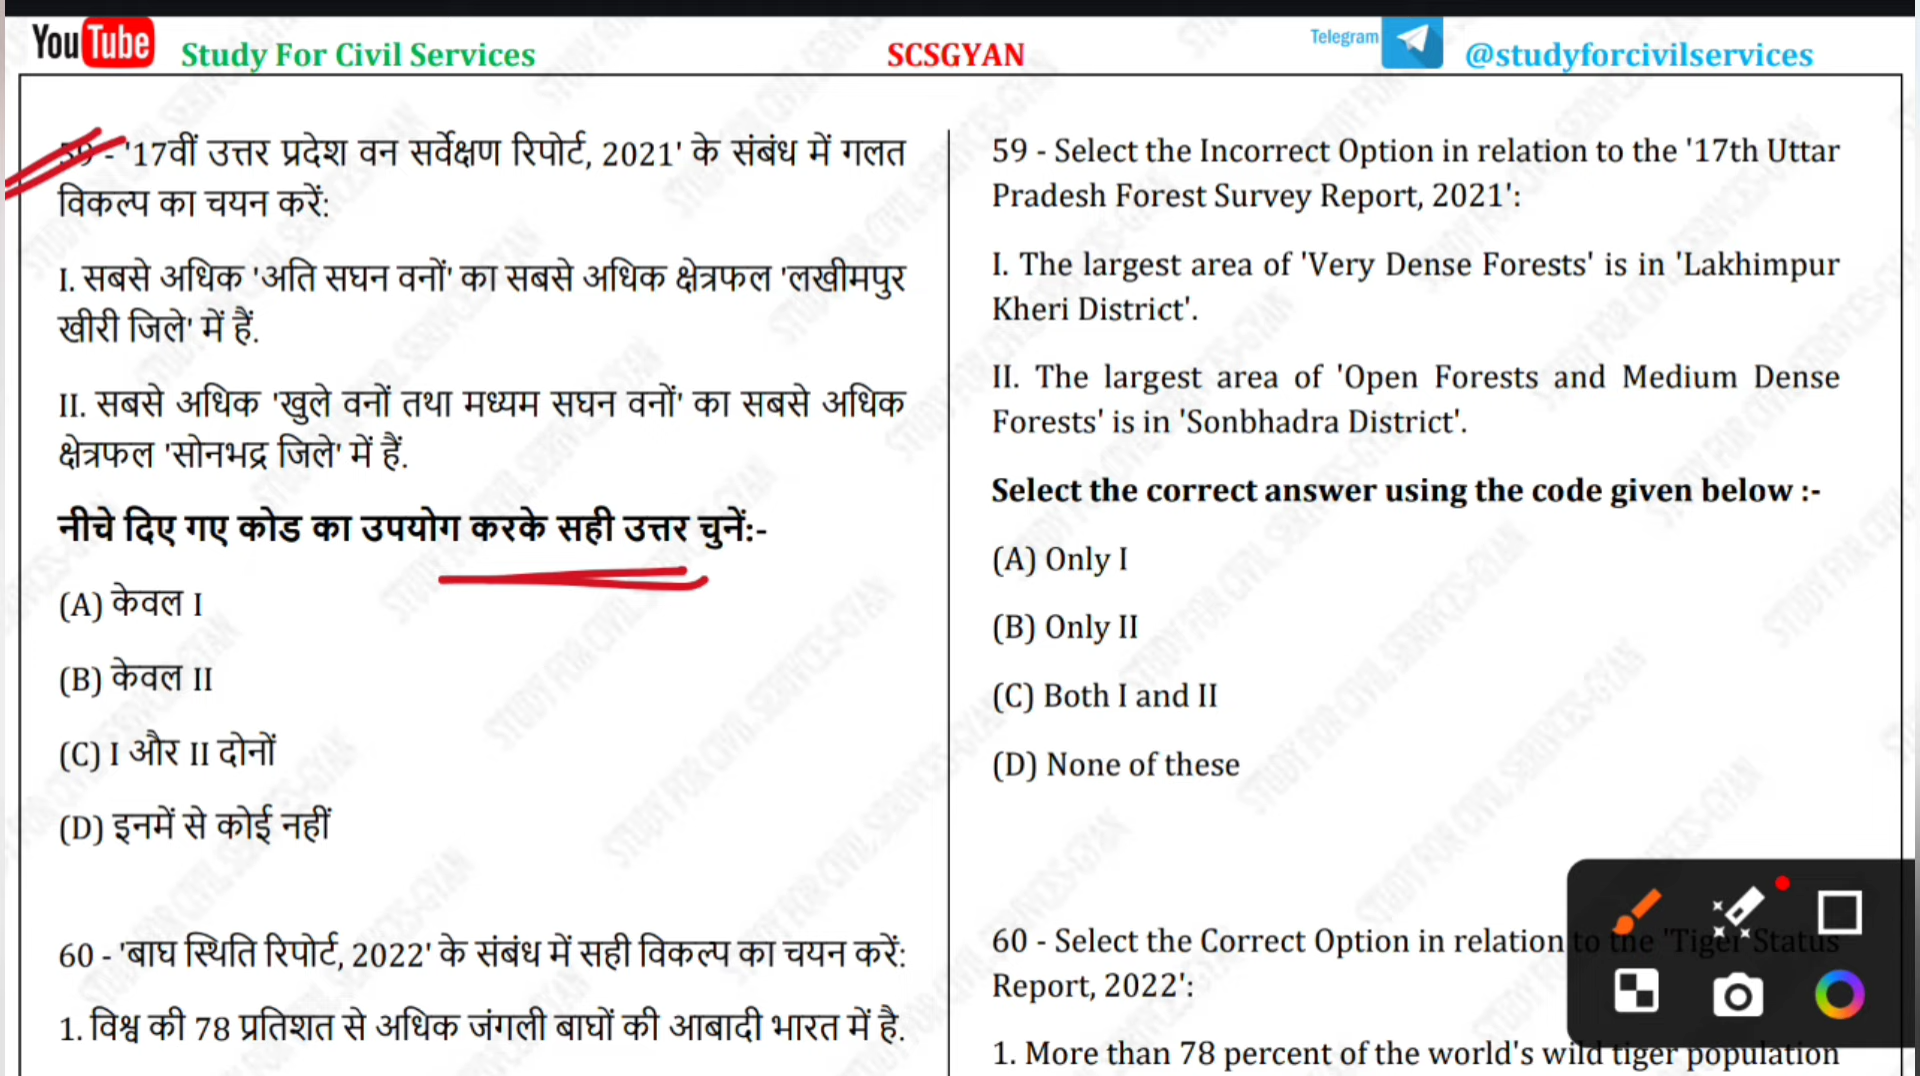 YouTube Study For Civil Services SCSGYAN Telegram @studyforcivilservices
59 - '17वीं उत्तर प्रदेश वन सर्वेक्षण रिपोर्ट, 2021' के संबंध में गलत
विकल्प का चयन करें:
I. सबसे अधिक 'अति सघन वनों' का सबसे अधिक क्षेत्रफल 'लखीमपुर
खीरी जिले' में हैं.
II. सबसे अधिक 'खुले वनों तथा मध्यम सघन वनों' का सबसे अधिक
क्षेत्रफल 'सोनभद्र जिले' में हैं.
नीचे दिए गए कोड का उपयोग करके सही उत्तर चुनें:-
(A) केवल I
(B) केवल II
(C) I और II दोनों
(D) इनमें से कोई नहीं
60 - 'बाघ स्थिति रिपोर्ट, 2022' के संबंध में सही विकल्प का चयन करें:
1. विश्व की 78 प्रतिशत से अधिक जंगली बाघों की आबादी भारत में है.
59 - Select the Incorrect Option in relation to the '17th Uttar
Pradesh Forest Survey Report, 2021':
I. The largest area of 'Very Dense Forests' is in 'Lakhimpur
Kheri District'.
II. The largest area of 'Open Forests and Medium Dense
Forests' is in 'Sonbhadra District'.
Select the correct answer using the code given below :-
(A) Only I
(B) Only II
(C) Both I and II
(D) None of these
60 - Select the Correct Option in relation to the 'Tiger Status
Report, 2022':
1. More than 78 percent of the world's wild tiger population